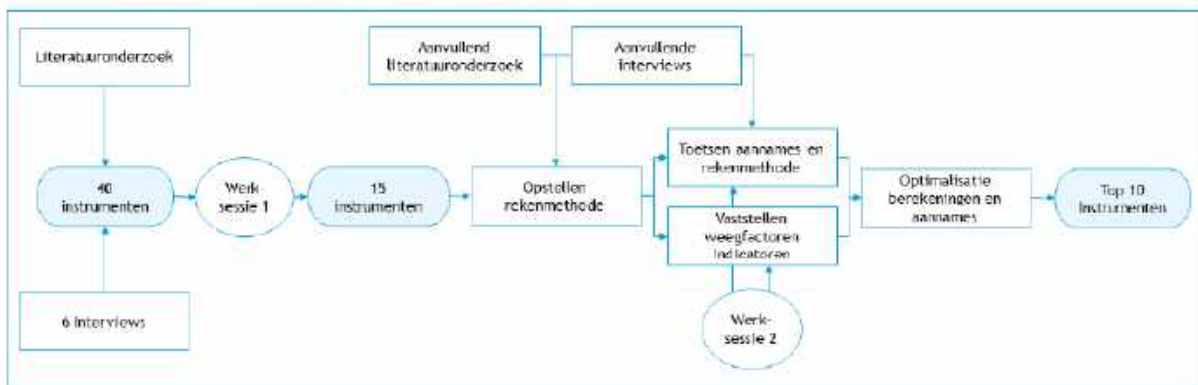 Literatuuronderzoek
Aanvullend
literatuuronderzoek
Aanvullende
interviews
40
instrumenten
Werk-
sessie 1
15
instrumenten
Opstellen
rekenmethode
Toetsen aannames en
rekenmethode
Vaststellen
weegfactoren
indicatoren
Optimalisatie
berekeningen en
aannames
Top 10
Instrumenten
6 interviews
Werk-
sessie 2